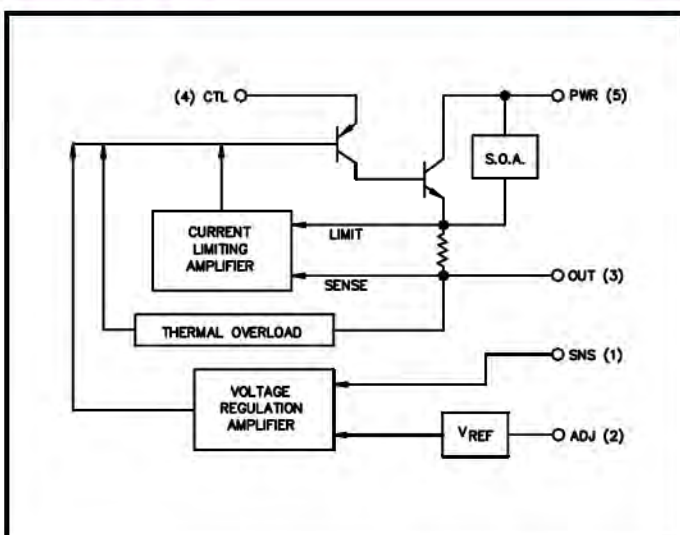 (4) CTL
PWR (5)
S.O.A.
CURRENT
LIMITING
AMPLIFIER
LIMIT
SENSE
OUT (3)
THERMAL OVERLOAD
SNS (1)
VOLTAGE
REGULATION
AMPLIFIER
VREF
ADJ (2)